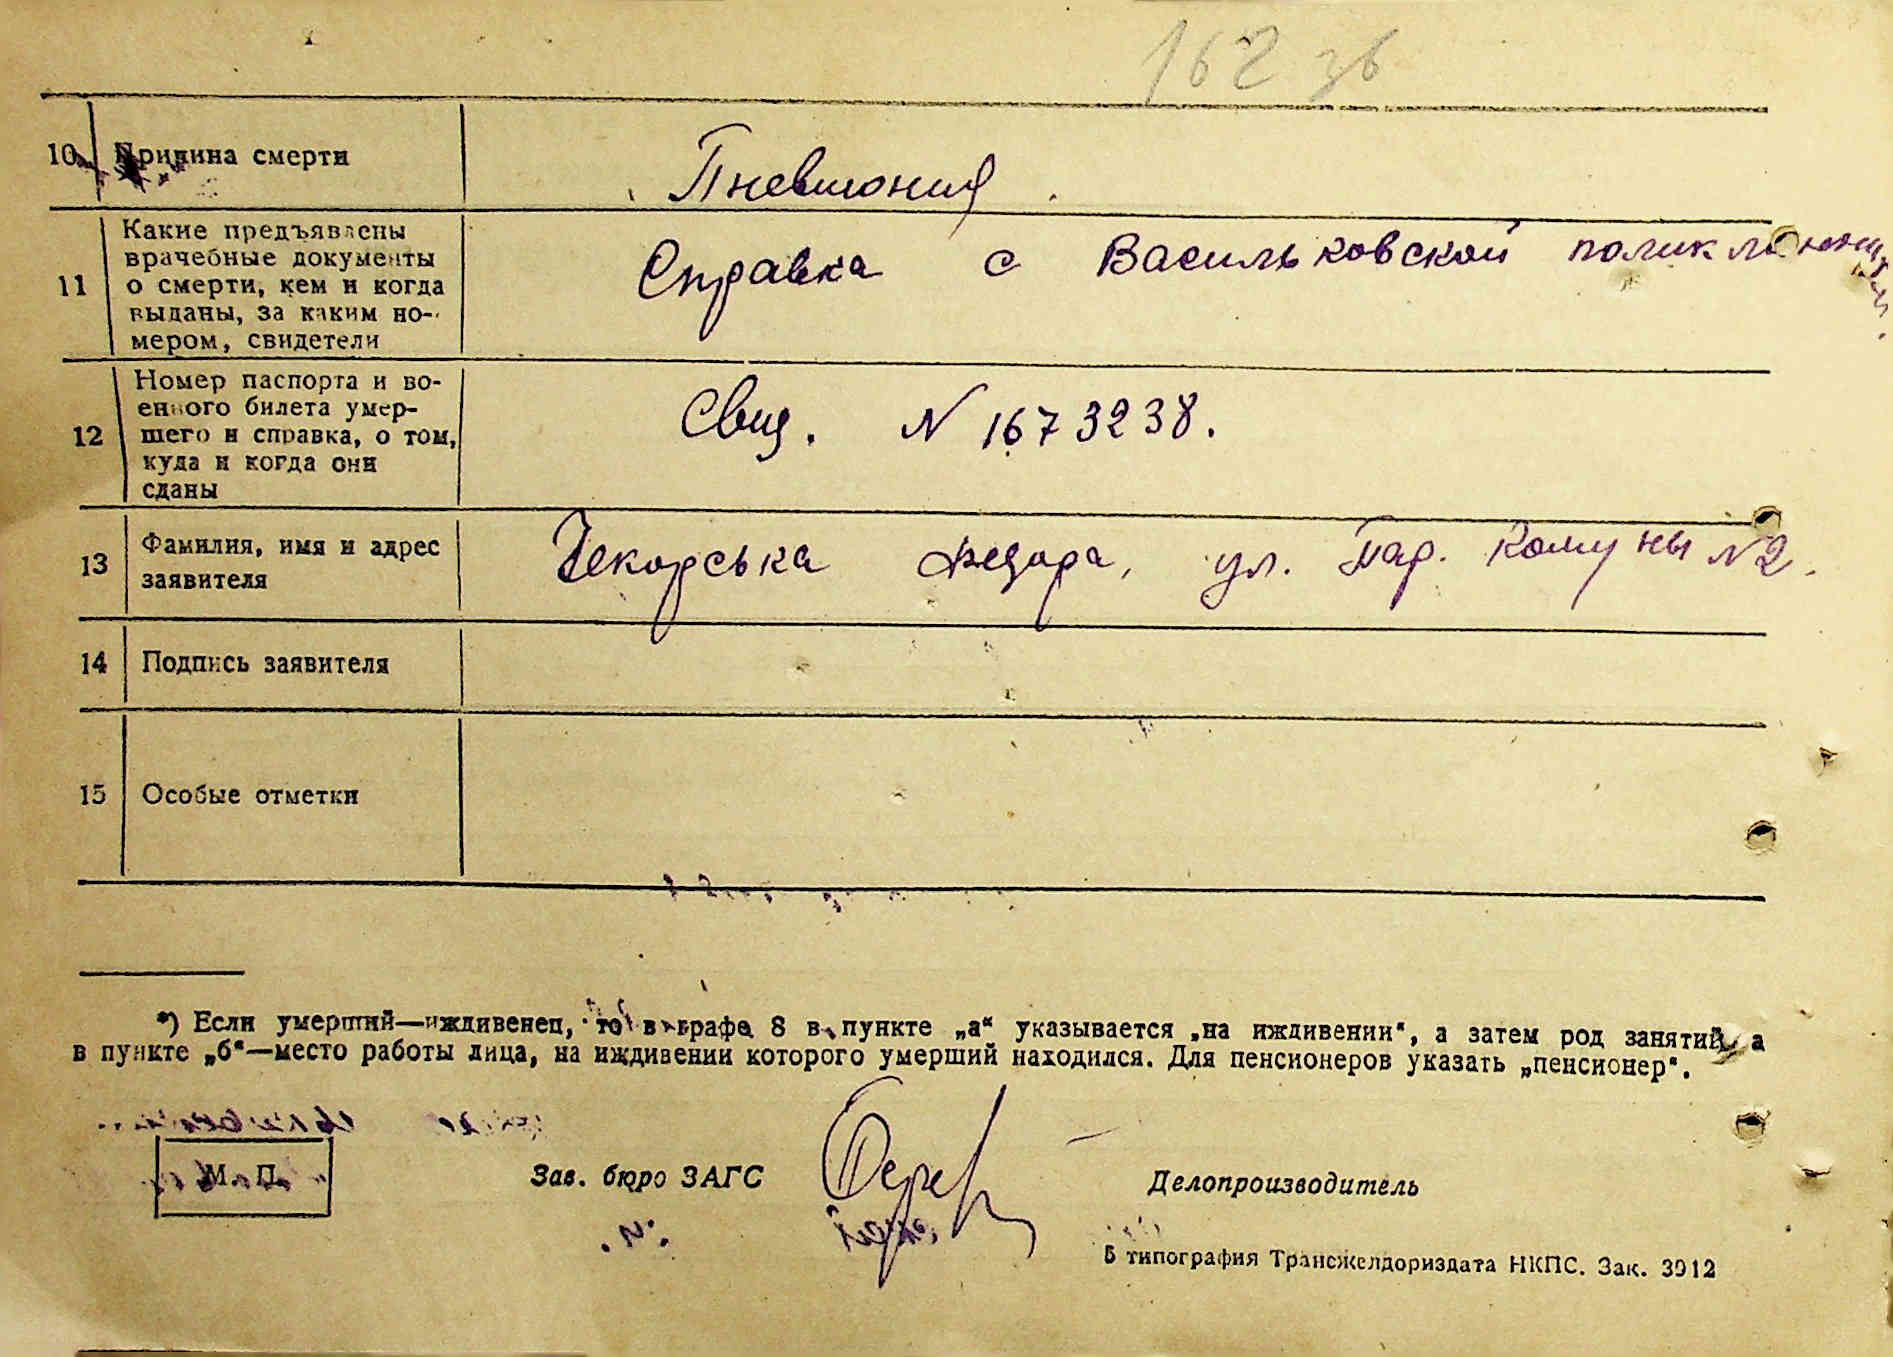 162 зв
10 Причина смерти
Пневмония.
11 Какие предъявлены
врачебные документы
о смерти, кем и когда
выданы, за каким но-
мером, свидетели
Справка с Васильковской поликлиники.
12 Номер паспорта и во-
енного билета умер-
шего и справка, о том,
куда и когда они
сданы
Свид. N 1673238.
13 Фамилия, имя и адрес
заявителя
ул. Пар. Комуны N2.
14 Подпись заявителя
15 Особые отметки
*) Если умерший—иждивенец, то в графе 8 в пункте „а“ указывается „на иждивении“, а затем род занятий, а
в пункте „б“—место работы лица, на иждивении которого умерший находился. Для пенсионеров указать „пенсионер“.
М. П.
Зав. бюро ЗАГС
Делопроизводитель
5 типография Трансжелдориздата НКПС. Зак. 3912